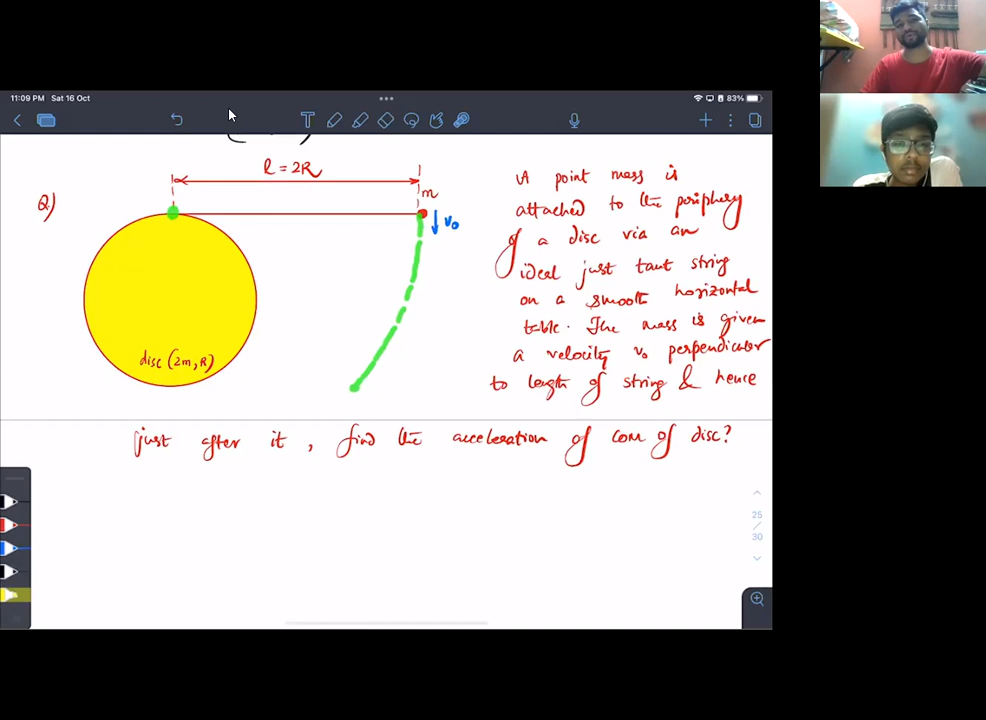 11:09 PM Sat 16 Oct
83%
l = 2R
Q)
m
v₀
disc (2m, R)
A point mass is
attached to the periphery
of a disc via an
ideal just taut string
on a smooth horizontal
table. The mass is given
a velocity v₀ perpendicular
to length of string & hence
just after it, find the acceleration of com of disc?
25
/
30